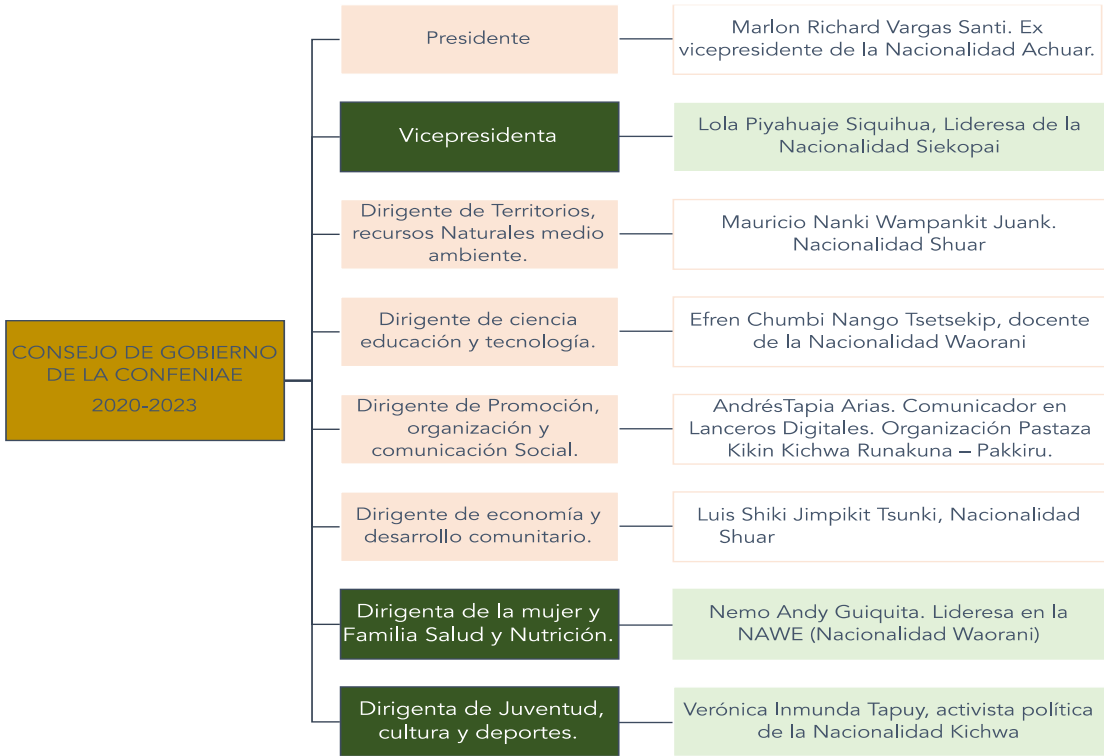 CONSEJO DE GOBIERNO
DE LA CONFENIAE
2020-2023
Presidente
Marlon Richard Vargas Santi. Ex
vicepresidente de la Nacionalidad Achuar.
Vicepresidenta
Lola Piyahuaje Siquihua, Lideresa de la
Nacionalidad Siekopai
Dirigente de Territorios,
recursos Naturales medio
ambiente.
Mauricio Nanki Wampankit Juank.
Nacionalidad Shuar
Dirigente de ciencia
educación y tecnología.
Efren Chumbi Nango Tsetsekip, docente
de la Nacionalidad Waorani
Dirigente de Promoción,
organización y
comunicación Social.
AndrésTapia Arias. Comunicador en
Lanceros Digitales. Organización Pastaza
Kikin Kichwa Runakuna – Pakkiru.
Dirigente de economía y
desarrollo comunitario.
Luis Shiki Jimpikit Tsunki, Nacionalidad
Shuar
Dirigenta de la mujer y
Familia Salud y Nutrición.
Nemo Andy Guiquita. Lideresa en la
NAWE (Nacionalidad Waorani)
Dirigenta de Juventud,
cultura y deportes.
Verónica Inmunda Tapuy, activista política
de la Nacionalidad Kichwa